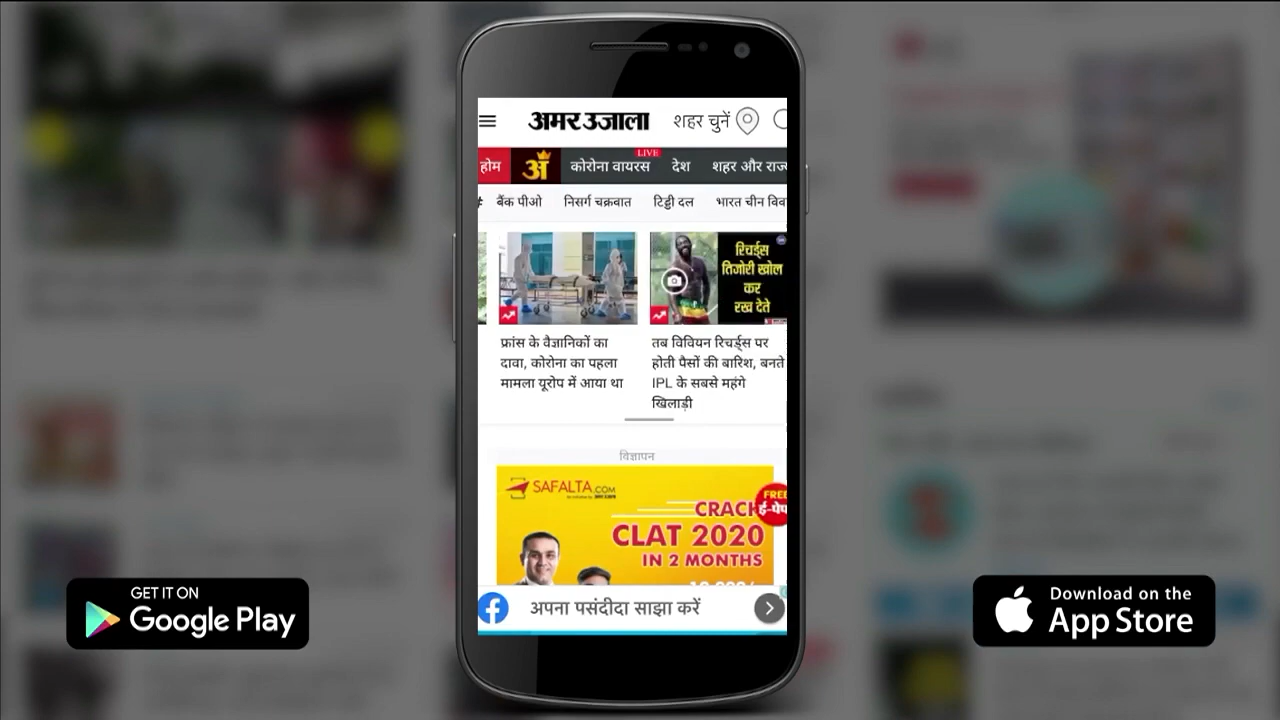 अमर उजाला
शहर चुनें
LIVE
होम
कोरोना वायरस
देश
शहर और राज्य
बैंक पीओ
निसर्ग चक्रवात
टिड्डी दल
भारत चीन विवा
रिचर्ड्स
तिजोरी खोल
कर
रख देते
फ्रांस के वैज्ञानिकों का
दावा, कोरोना का पहला
मामला यूरोप में आया था
तब विवियन रिचर्ड्स पर
होती पैसों की बारिश, बनते
IPL के सबसे महंगे
खिलाड़ी
विज्ञापन
SAFALTA.COM
CRACK
CLAT 2020
IN 2 MONTHS
FREE
ई-पेप
अपना पसंदीदा साझा करें
GET IT ON
Google Play
Download on the
App Store